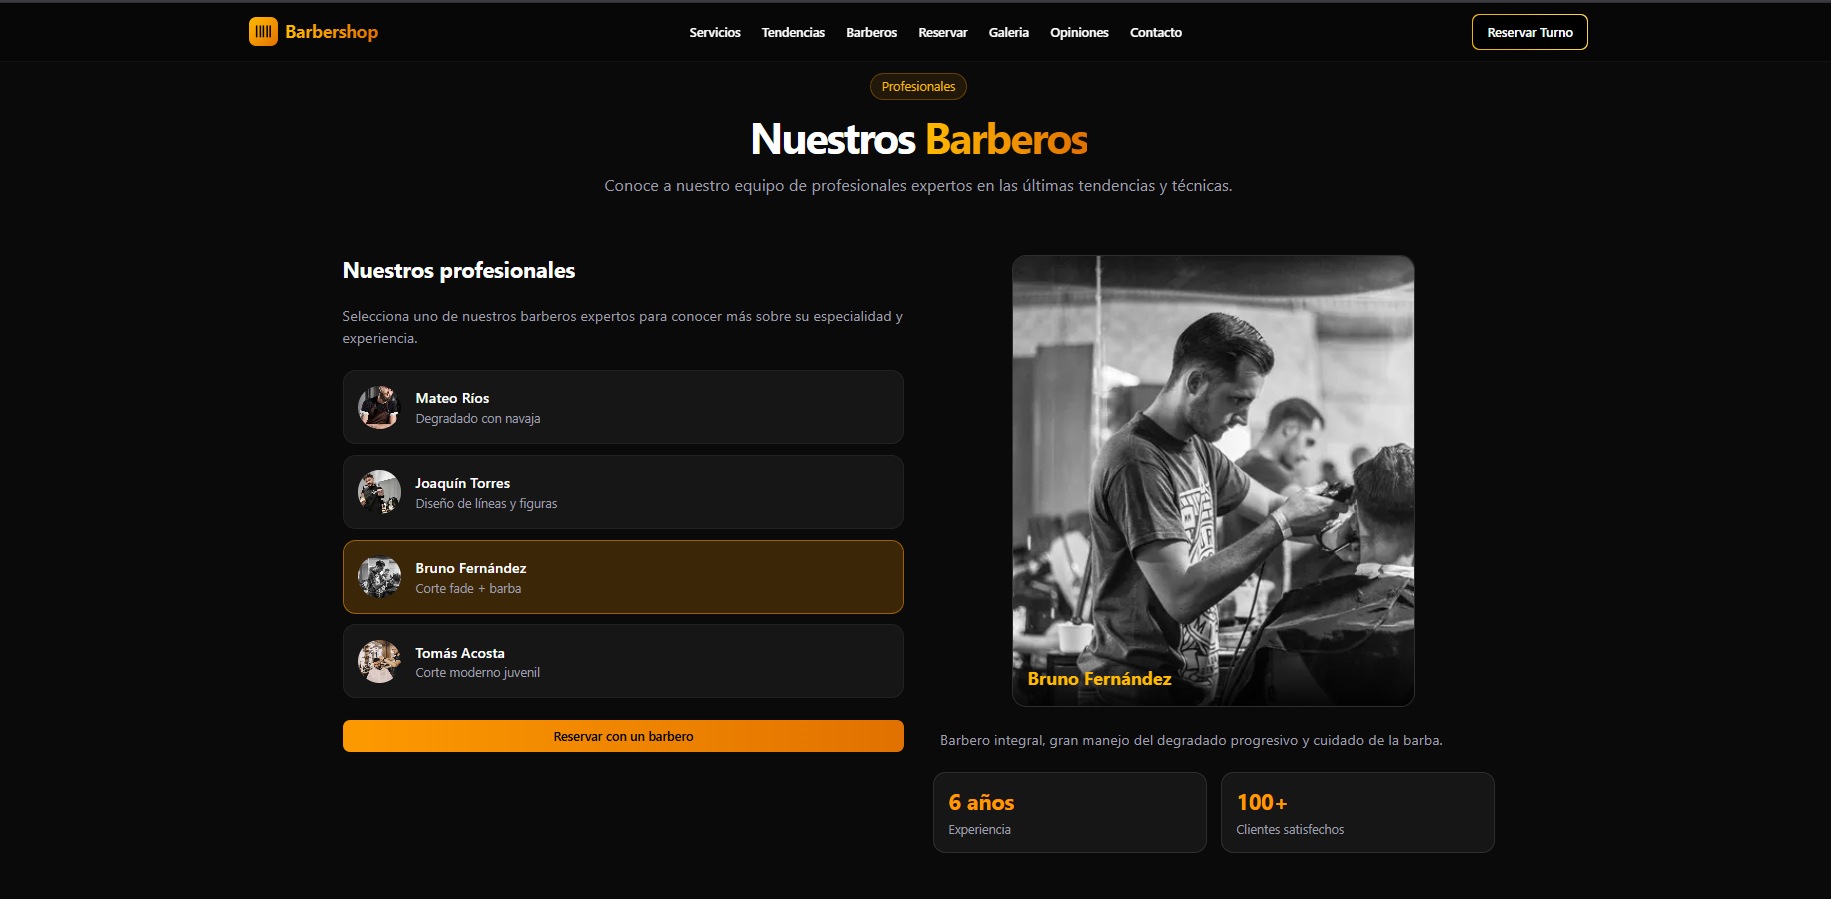 Barbershop
Servicios Tendencias Barberos Reservar Galeria Opiniones Contacto
Reservar Turno
Profesionales
Nuestros Barberos
Conoce a nuestro equipo de profesionales expertos en las últimas tendencias y técnicas.
Nuestros profesionales
Selecciona uno de nuestros barberos expertos para conocer más sobre su especialidad y
experiencia.
Mateo Ríos
Degradado con navaja
Joaquín Torres
Diseño de líneas y figuras
Bruno Fernández
Corte fade + barba
Tomás Acosta
Corte moderno juvenil
Reservar con un barbero
Bruno Fernández
Barbero integral, gran manejo del degradado progresivo y cuidado de la barba.
6 años
Experiencia
100+
Clientes satisfechos